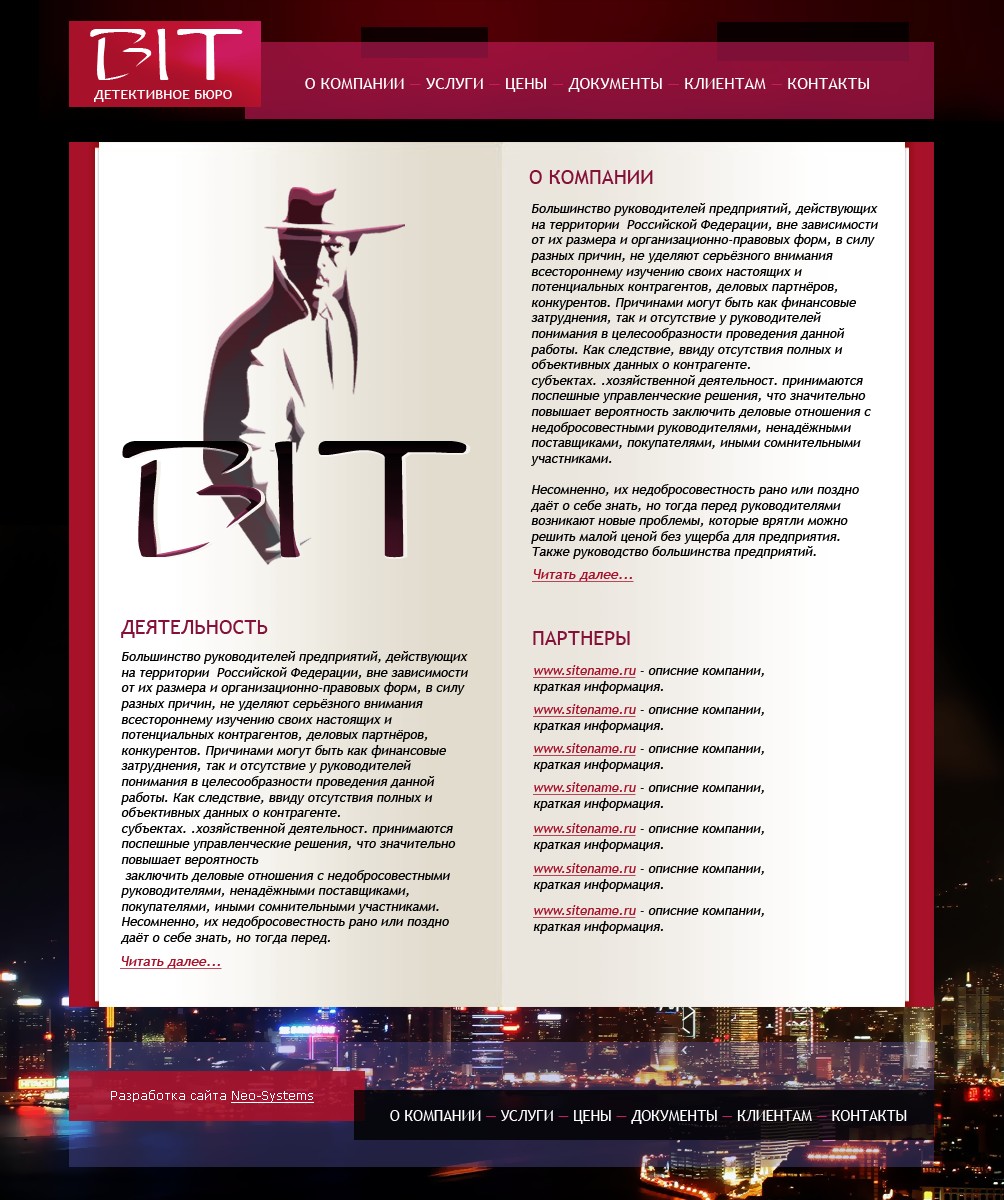 BIT
ДЕТЕКТИВНОЕ БЮРО
О КОМПАНИИ — УСЛУГИ — ЦЕНЫ — ДОКУМЕНТЫ — КЛИЕНТАМ — КОНТАКТЫ
BIT
ДЕЯТЕЛЬНОСТЬ
Большинство руководителей предприятий, действующих
на территории Российской Федерации, вне зависимости
от их размера и организационно-правовых форм, в силу
разных причин, не уделяют серьёзного внимания
всестороннему изучению своих настоящих и
потенциальных контрагентов, деловых партнёров,
конкурентов. Причинами могут быть как финансовые
затруднения, так и отсутствие у руководителей
понимания в целесообразности проведения данной
работы. Как следствие, ввиду отсутствия полных и
объективных данных о контрагенте.
субъектах. .хозяйственной деятельност. принимаются
поспешные управленческие решения, что значительно
повышает вероятность
заключить деловые отношения с недобросовестными
руководителями, ненадёжными поставщиками,
покупателями, иными сомнительными участниками.
Несомненно, их недобросовестность рано или поздно
даёт о себе знать, но тогда перед.
Читать далее...
О КОМПАНИИ
Большинство руководителей предприятий, действующих
на территории Российской Федерации, вне зависимости
от их размера и организационно-правовых форм, в силу
разных причин, не уделяют серьёзного внимания
всестороннему изучению своих настоящих и
потенциальных контрагентов, деловых партнёров,
конкурентов. Причинами могут быть как финансовые
затруднения, так и отсутствие у руководителей
понимания в целесообразности проведения данной
работы. Как следствие, ввиду отсутствия полных и
объективных данных о контрагенте.
субъектах. .хозяйственной деятельност. принимаются
поспешные управленческие решения, что значительно
повышает вероятность заключить деловые отношения с
недобросовестными руководителями, ненадёжными
поставщиками, покупателями, иными сомнительными
участниками.
Несомненно, их недобросовестность рано или поздно
даёт о себе знать, но тогда перед руководителями
возникают новые проблемы, которые врятли можно
решить малой ценой без ущерба для предприятия.
Также руководство большинства предприятий.
Читать далее...
ПАРТНЕРЫ
www.sitename.ru - описние компании,
краткая информация.
www.sitename.ru - описние компании,
краткая информация.
www.sitename.ru - описние компании,
краткая информация.
www.sitename.ru - описние компании,
краткая информация.
www.sitename.ru - описние компании,
краткая информация.
www.sitename.ru - описние компании,
краткая информация.
www.sitename.ru - описние компании,
краткая информация.
HITACHI
Разработка сайта Neo-Systems
О КОМПАНИИ — УСЛУГИ — ЦЕНЫ — ДОКУМЕНТЫ — КЛИЕНТАМ — КОНТАКТЫ